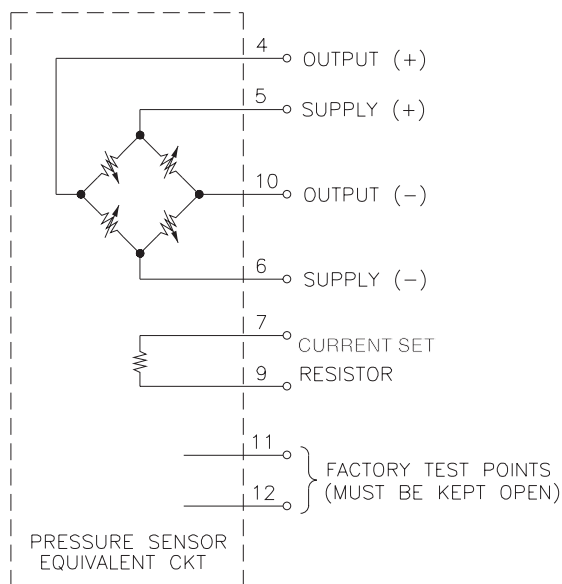 4
OUTPUT (+)
5
SUPPLY (+)
10
OUTPUT (−)
6
SUPPLY (−)
7
CURRENT SET
9
RESISTOR
11
FACTORY TEST POINTS
(MUST BE KEPT OPEN)
12
PRESSURE SENSOR
EQUIVALENT CKT